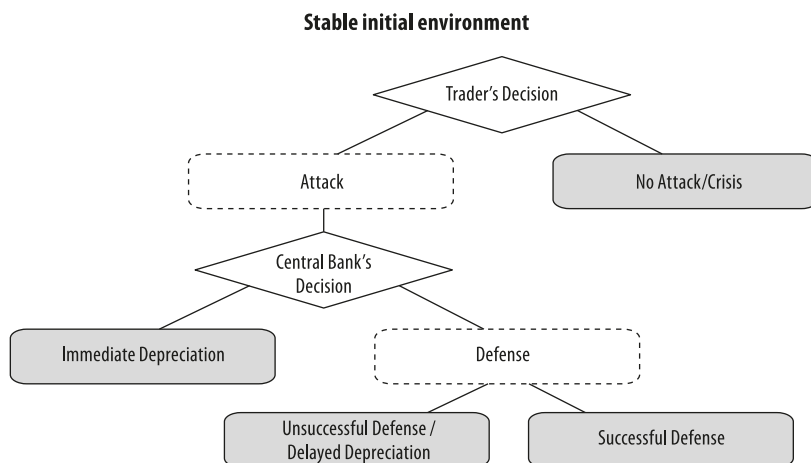 Stable initial environment
Trader’s Decision
Attack
No Attack/Crisis
Central Bank’s
Decision
Immediate Depreciation
Defense
Unsuccessful Defense /
Delayed Depreciation
Successful Defense